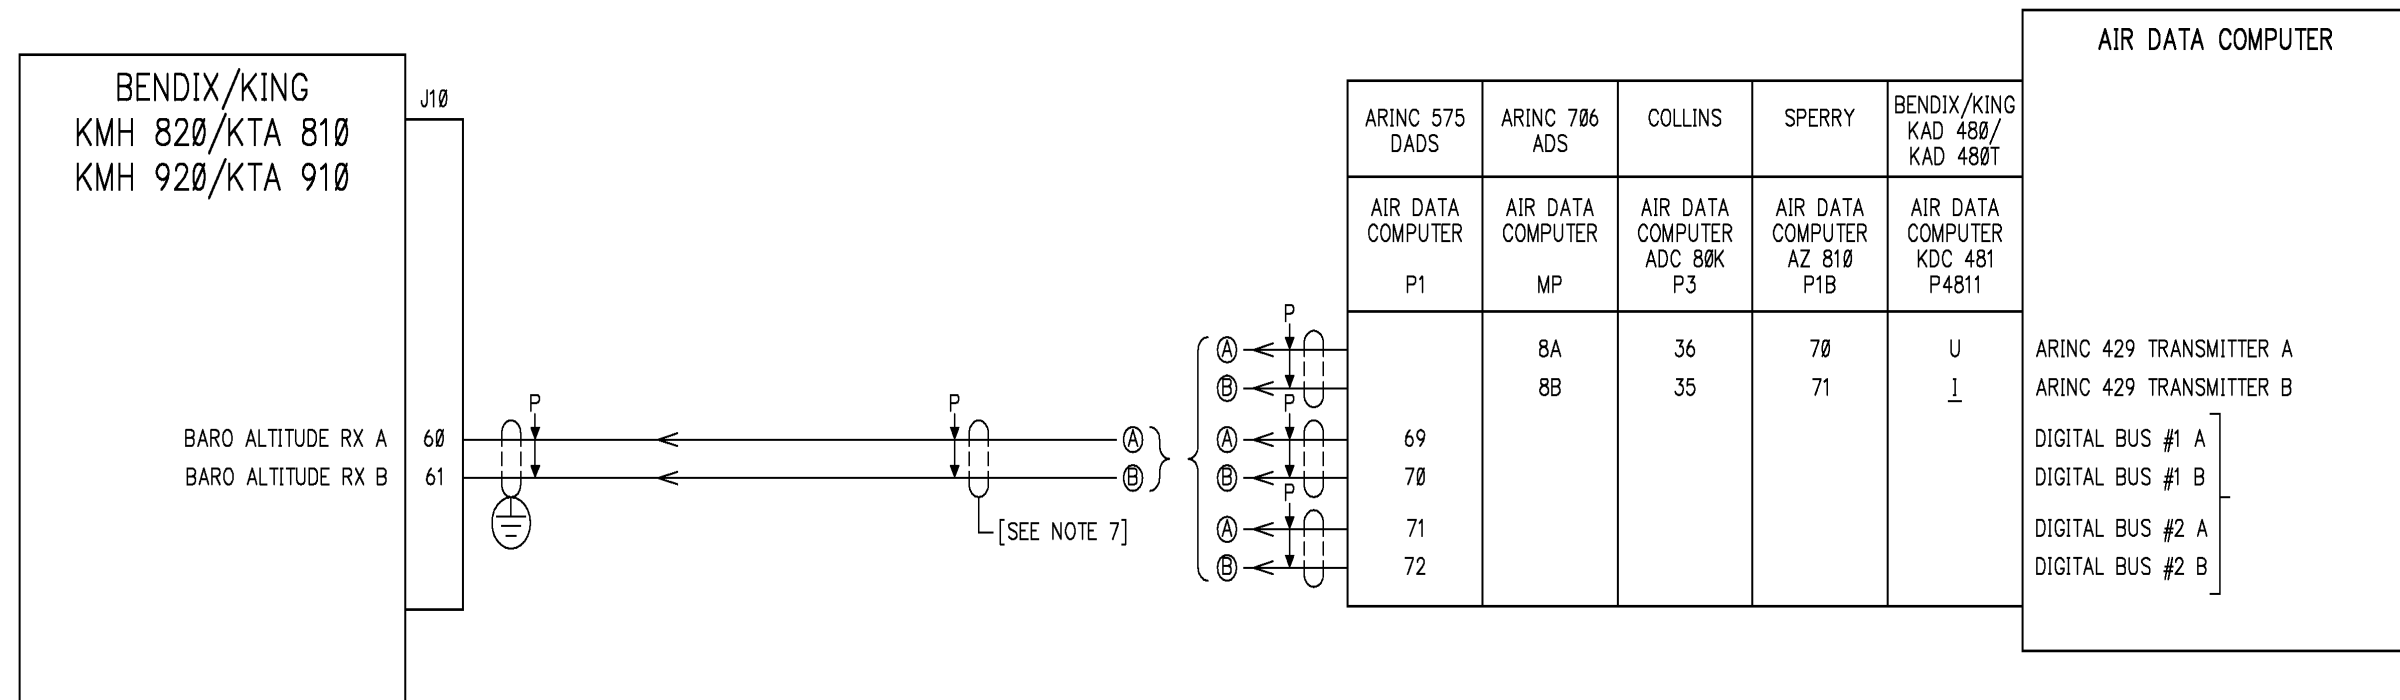 AIR DATA COMPUTER
BENDIX/KING
KMH 820/KTA 810
KMH 920/KTA 910
J10
ARINC 575
DADS
ARINC 706
ADS
COLLINS
SPERRY
BENDIX/KING
KAD 480/
KAD 480T
AIR DATA
COMPUTER
P1
AIR DATA
COMPUTER
MP
AIR DATA
COMPUTER
ADC 80K
P3
AIR DATA
COMPUTER
AZ 810
P1B
AIR DATA
COMPUTER
KDC 481
P4811
P
A 8A 36 70 U ARINC 429 TRANSMITTER A
B 8B 35 71 I ARINC 429 TRANSMITTER B
P P P
BARO ALTITUDE RX A 60 A A 69 DIGITAL BUS #1 A
BARO ALTITUDE RX B 61 B B 70 DIGITAL BUS #1 B
P
[SEE NOTE 7] A 71 DIGITAL BUS #2 A
B 72 DIGITAL BUS #2 B